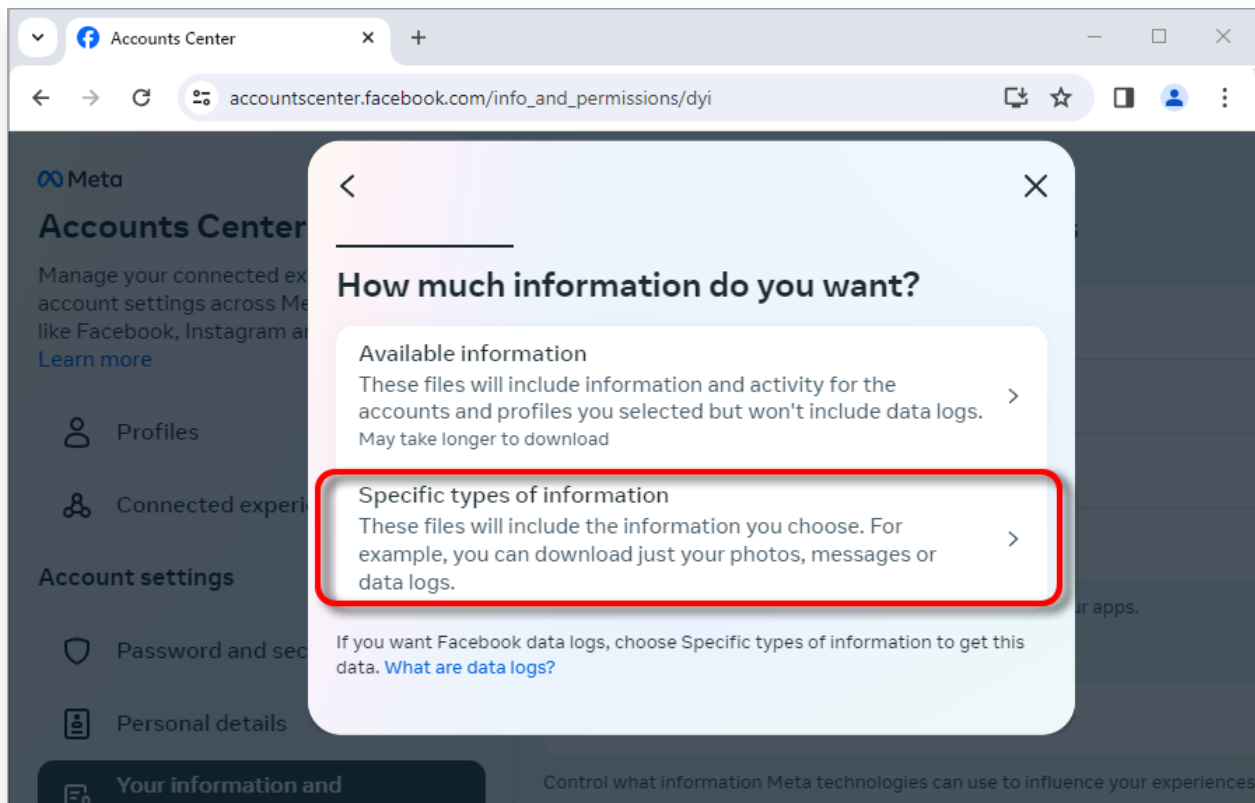 Accounts Center
accountscenter.facebook.com/info_and_permissions/dyi
Meta
Accounts Center
Manage your connected ex
account settings across Me
like Facebook, Instagram a
Learn more
Profiles
Connected experi
Account settings
Password and sec
Personal details
Your information and
How much information do you want?
Available information
These files will include information and activity for the
accounts and profiles you selected but won't include data logs.
May take longer to download
Specific types of information
These files will include the information you choose. For
example, you can download just your photos, messages or
data logs.
If you want Facebook data logs, choose Specific types of information to get this
data. What are data logs?
ur apps.
Control what information Meta technologies can use to influence your experiences